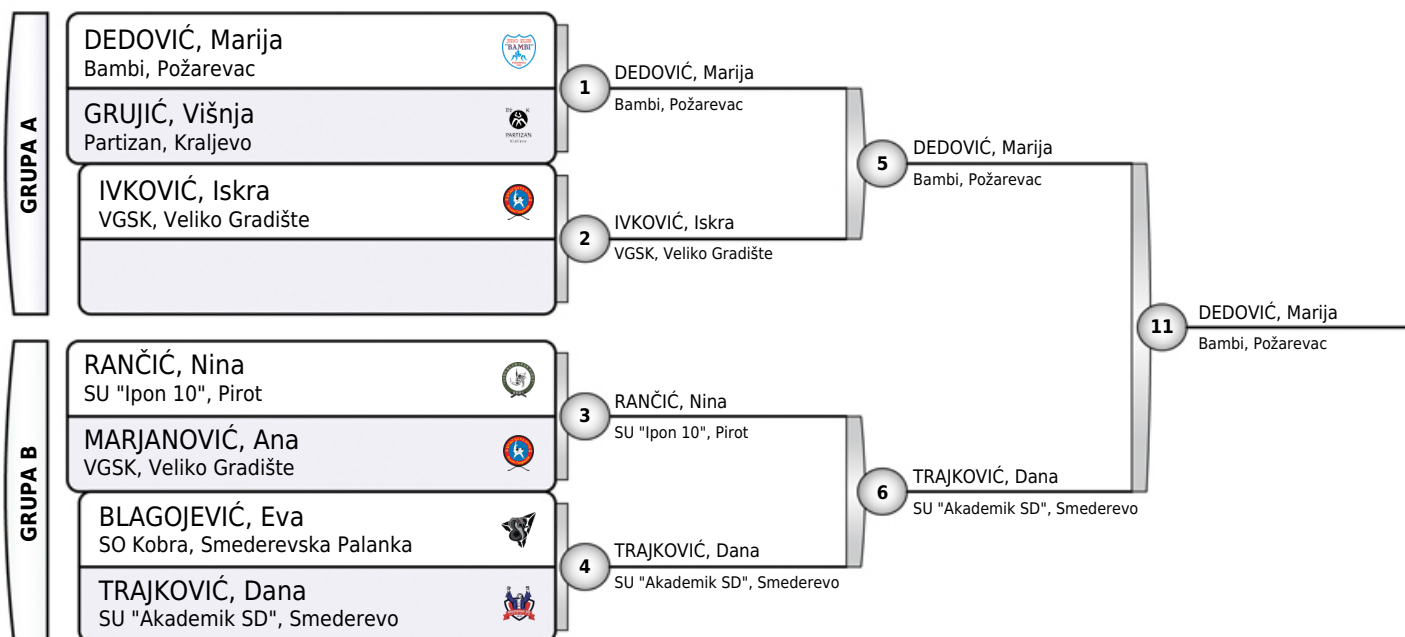 GRUPA A
DEDOVIĆ, Marija
Bambi, Požarevac
"BAMBI"
GRUJIĆ, Višnja
Partizan, Kraljevo
PARTIZAN
IVKOVIĆ, Iskra
VGSK, Veliko Gradište
1
DEDOVIĆ, Marija
Bambi, Požarevac
2
IVKOVIĆ, Iskra
VGSK, Veliko Gradište
5
DEDOVIĆ, Marija
Bambi, Požarevac
GRUPA B
RANČIĆ, Nina
SU "Ipon 10", Pirot
MARJANOVIĆ, Ana
VGSK, Veliko Gradište
BLAGOJEVIĆ, Eva
SO Kobra, Smederevska Palanka
TRAJKOVIĆ, Dana
SU "Akademik SD", Smederevo
3
RANČIĆ, Nina
SU "Ipon 10", Pirot
4
TRAJKOVIĆ, Dana
SU "Akademik SD", Smederevo
6
TRAJKOVIĆ, Dana
SU "Akademik SD", Smederevo
11
DEDOVIĆ, Marija
Bambi, Požarevac